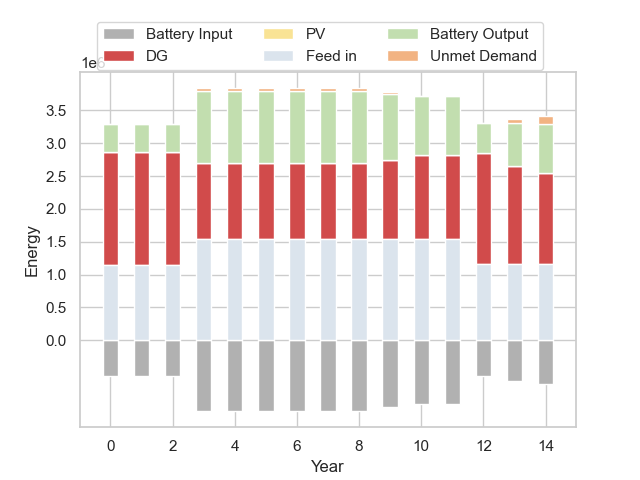 Battery Input PV Battery Output
DG Feed in Unmet Demand
1e6
3.5
3.0
2.5
2.0
1.5
1.0
0.5
0.0
Energy
0 2 4 6 8 10 12 14
Year